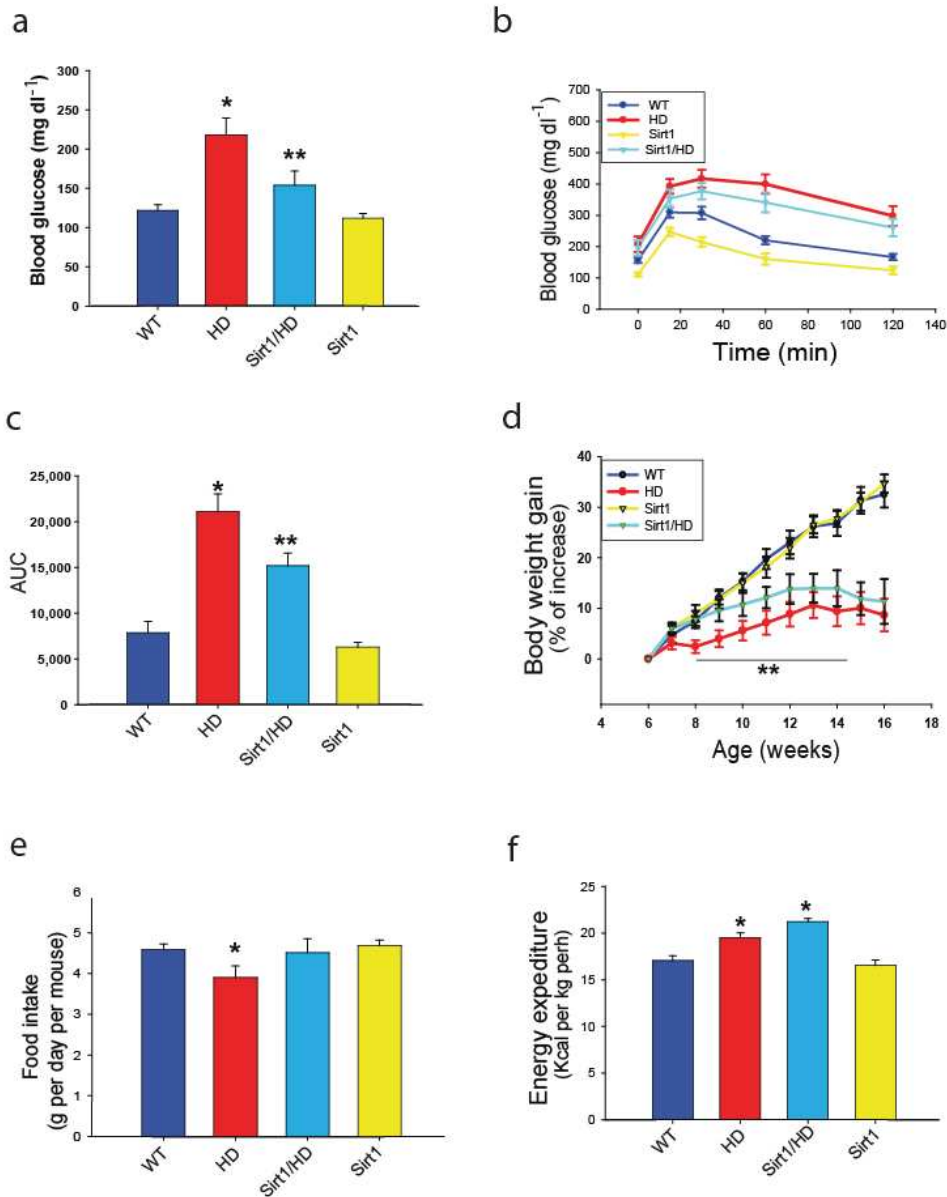 a
Blood glucose (mg dl⁻¹)
300
250
200
150
100
50
0
*
**
WT
HD
Sirt1/HD
Sirt1
b
Blood glucose (mg dl⁻¹)
700
600
500
400
300
200
100
0
WT
HD
Sirt1
Sirt1/HD
0 20 40 60 80 100 120 140
Time (min)
c
AUC
25,000
20,000
15,000
10,000
5,000
0
*
**
WT
HD
Sirt1/HD
Sirt1
d
Body weight gain
(% of increase)
40
30
20
10
0
WT
HD
Sirt1
Sirt1/HD
**
4 6 8 10 12 14 16 18
Age (weeks)
e
Food intake
(g per day per mouse)
6
5
4
3
2
1
0
*
WT
HD
Sirt1/HD
Sirt1
f
Energy expediture
(Kcal per kg perh)
25
20
15
10
5
0
*
*
WT
HD
Sirt1/HD
Sirt1